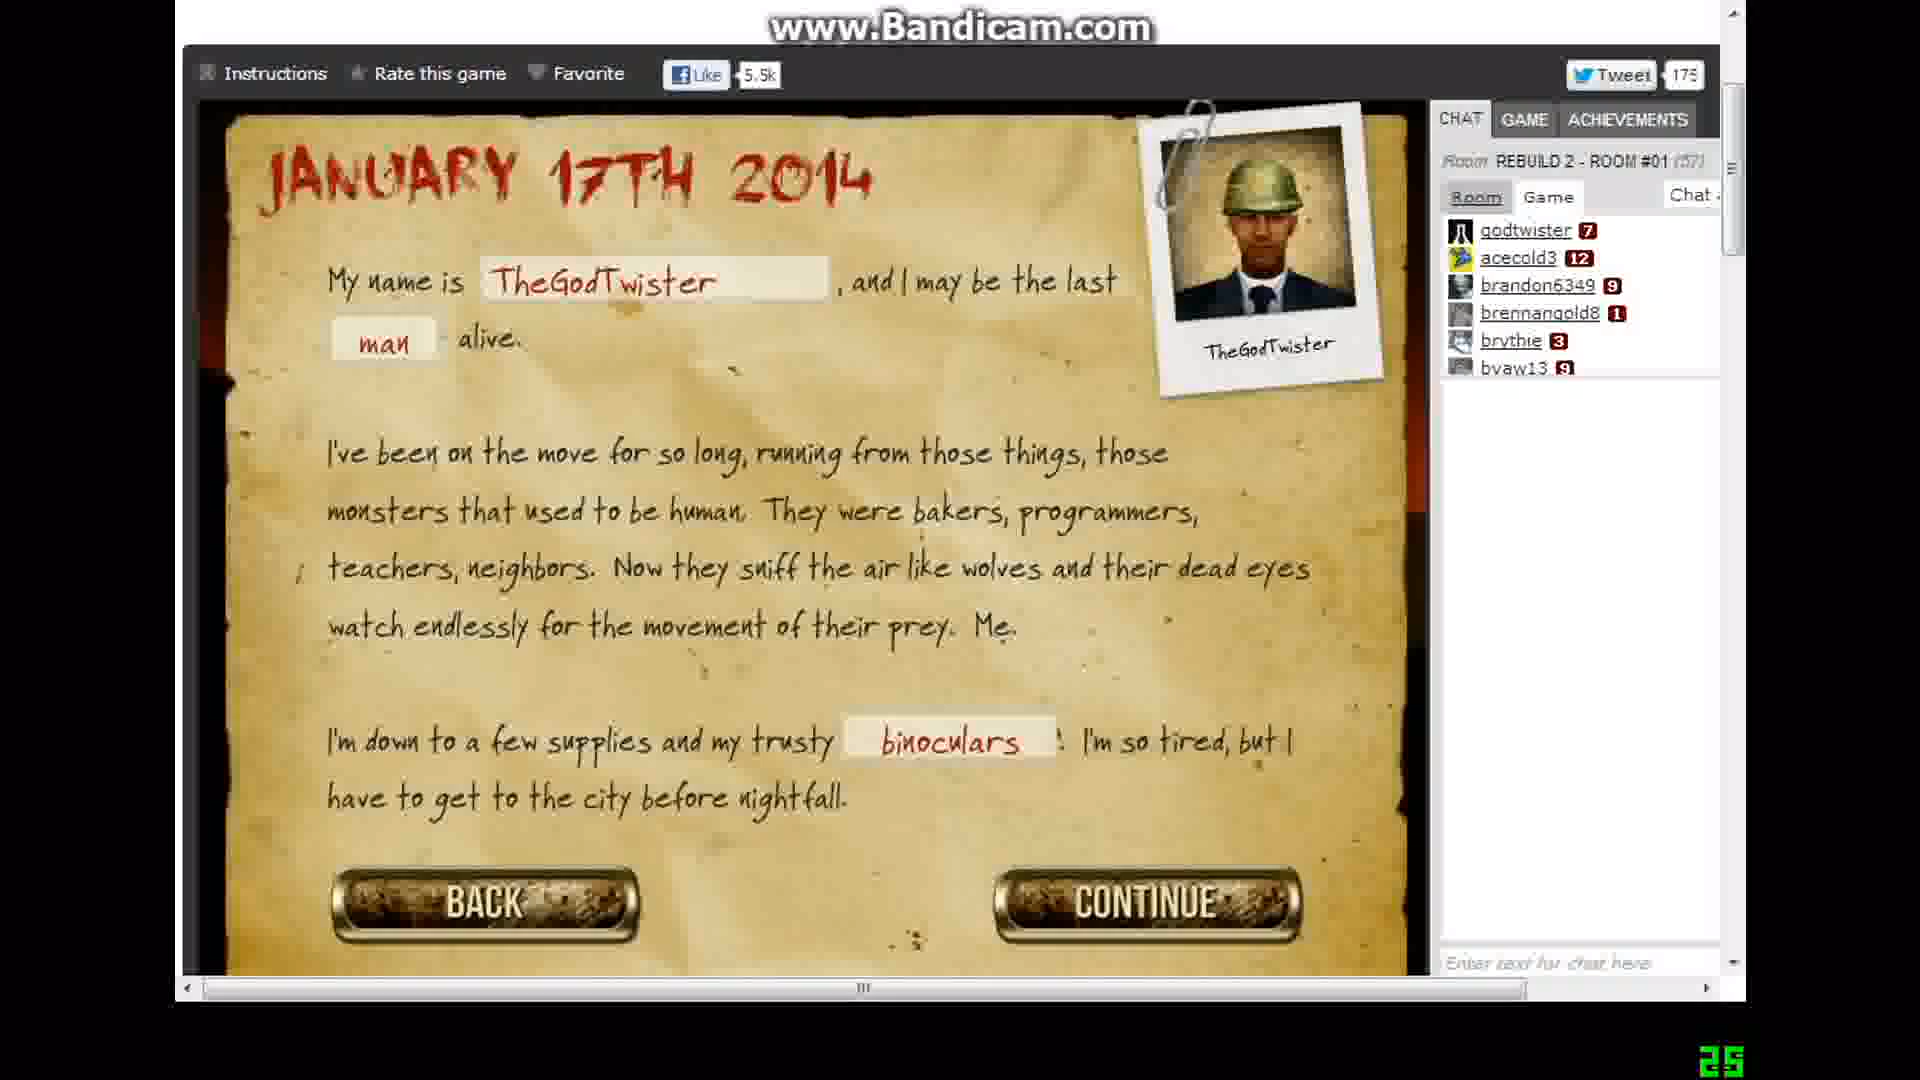 www.Bandicam.com
Instructions Rate this game Favorite Like 5.5k Tweet 175
CHAT GAME ACHIEVEMENTS
Room REBUILD 2 - ROOM #01 (57)
Room Game Chat
godtwister 7
acecold3 12
brandon6349 9
brennangold8 1
brythie 3
bvaw13 9
JANUARY 17TH 2014
My name is TheGodTwister , and I may be the last
man alive.
TheGodTwister
I've been on the move for so long, running from those things, those
monsters that used to be human. They were bakers, programmers,
teachers, neighbors. Now they sniff the air like wolves and their dead eyes
watch endlessly for the movement of their prey. Me.
I'm down to a few supplies and my trusty binoculars . I'm so tired, but I
have to get to the city before nightfall.
BACK CONTINUE
Enter text for chat here
25